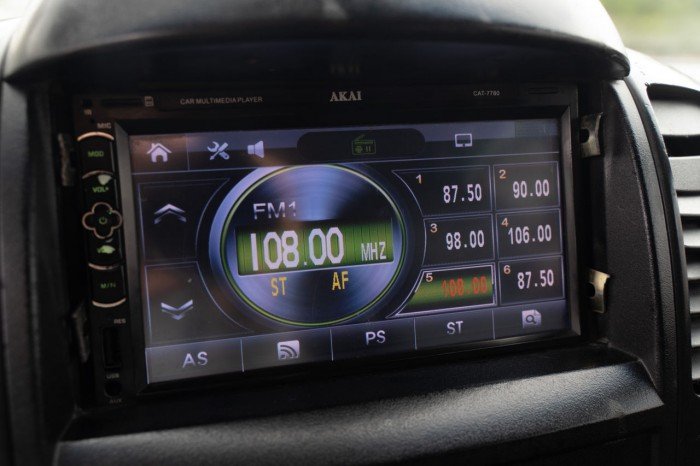 CAR MULTIMEDIA PLAYER
AKAI
CAT-7780
MIC
MOD
VOL+
M/N
RES
AUX
FM1
108.00 MHZ
ST AF
1 87.50
2 90.00
3 98.00
4 106.00
5 108.00
6 87.50
AS
PS
ST